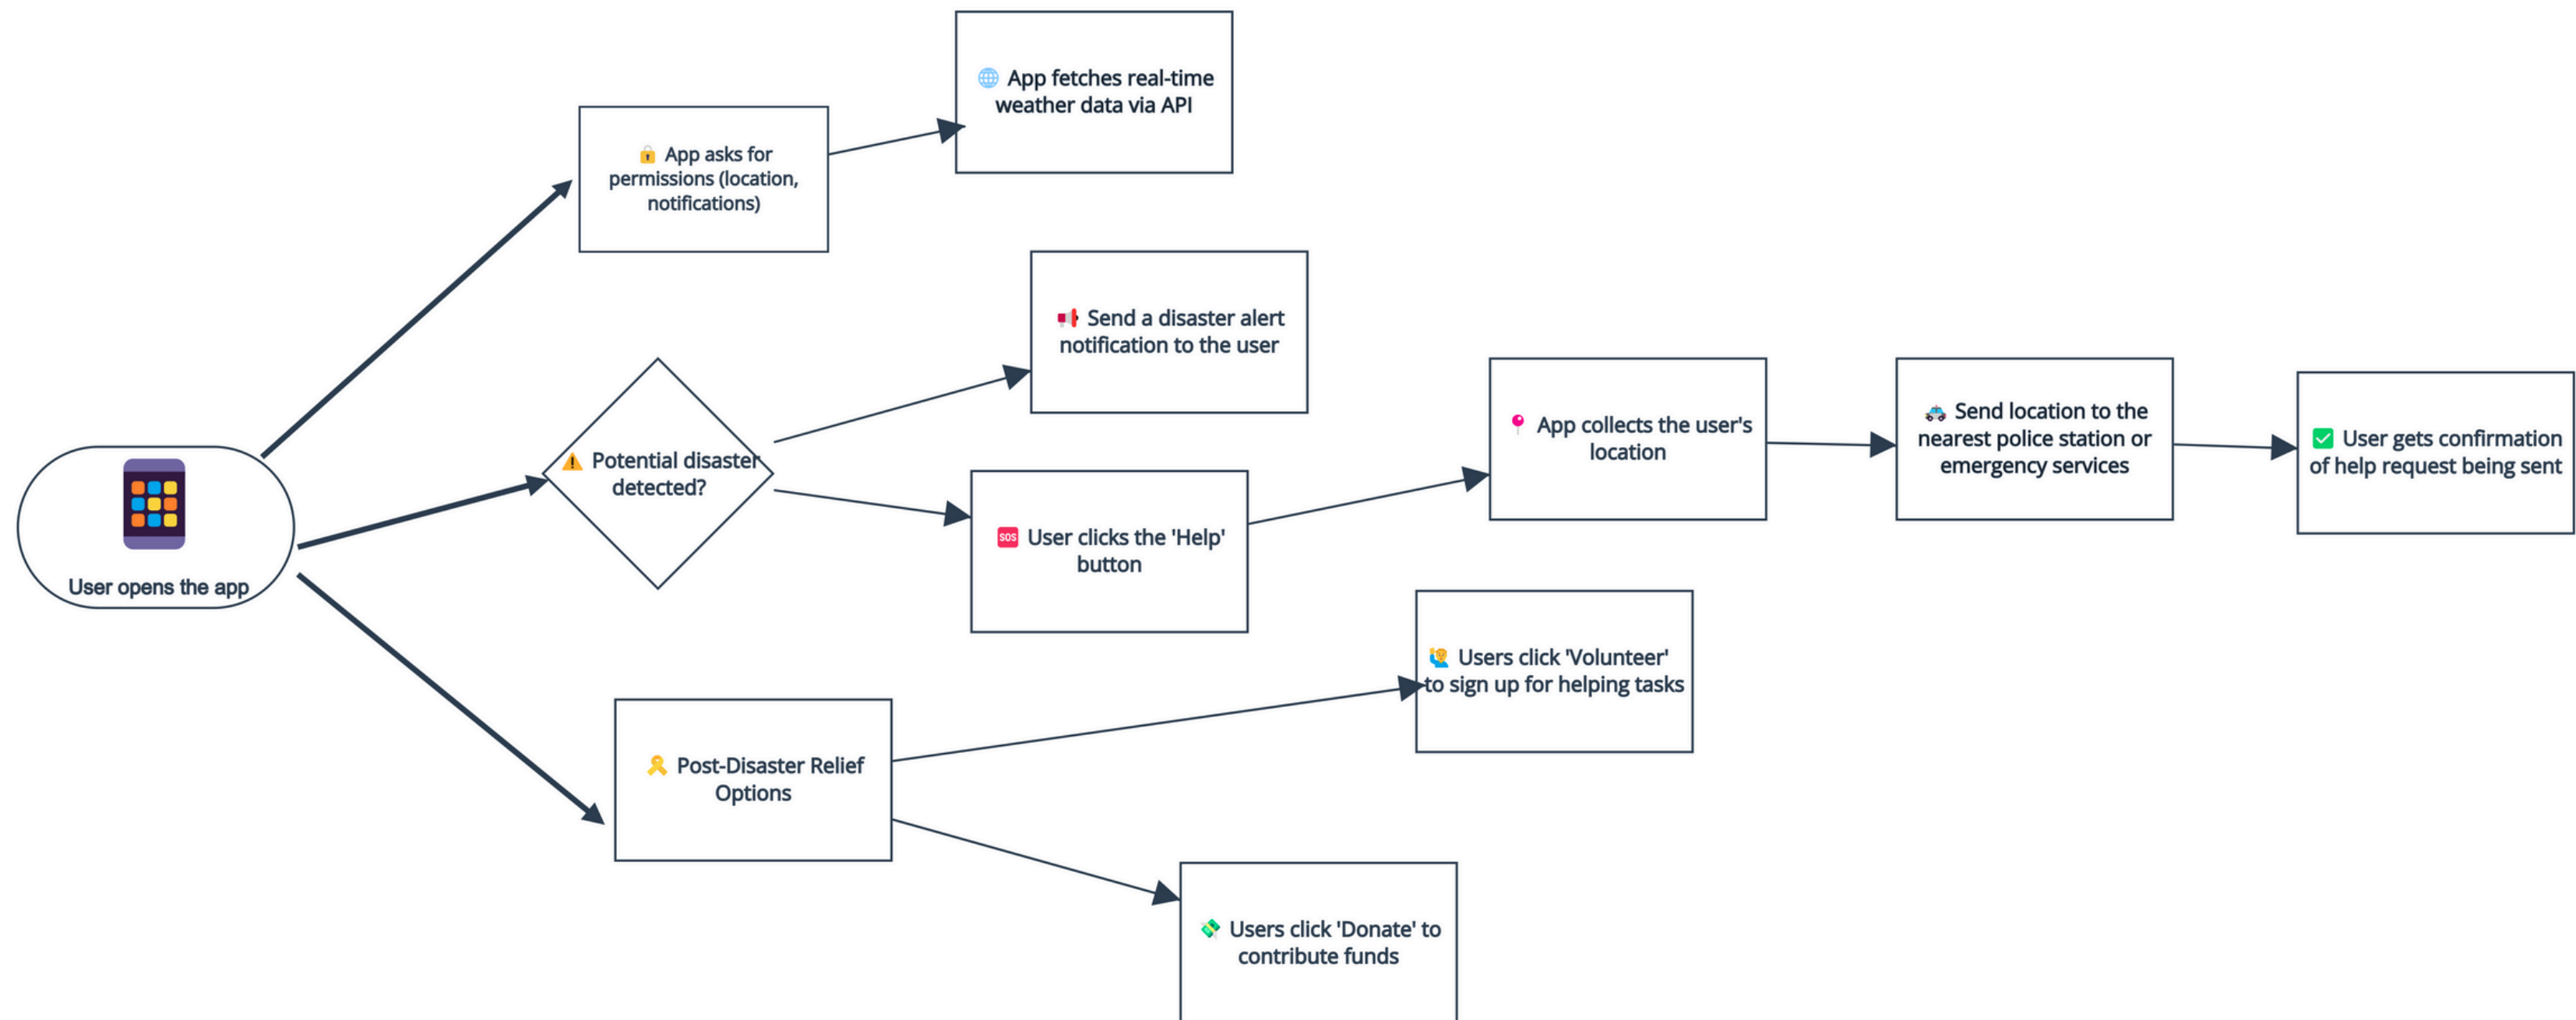 🌐 App fetches real-time
weather data via API
🔒 App asks for
permissions (location,
notifications)
📢 Send a disaster alert
notification to the user
⚠️ Potential disaster
detected?
User opens the app
🆘 User clicks the 'Help'
button
📍 App collects the user's
location
🚓 Send location to the
nearest police station or
emergency services
✅ User gets confirmation
of help request being sent
🙋 Users click 'Volunteer'
to sign up for helping tasks
🎗️ Post-Disaster Relief
Options
💸 Users click 'Donate' to
contribute funds